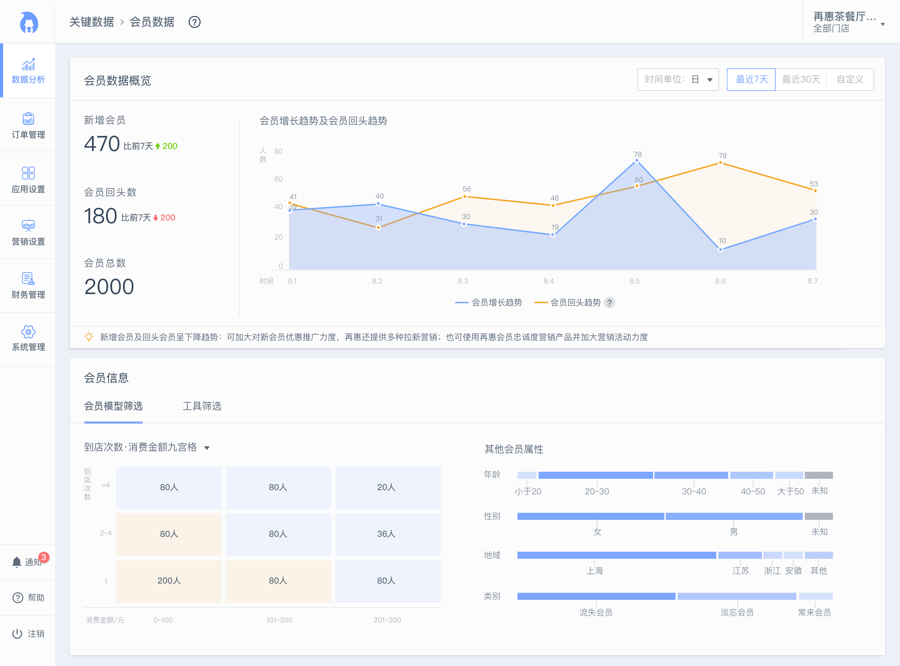 关键数据 › 会员数据 ?
再惠茶餐厅...
全部门店
数据分析
订单管理
应用设置
营销设置
财务管理
系统管理
通知 3
帮助
注销
会员数据概览
时间单位: 日
最近7天 最近30天 自定义
新增会员
470 比前7天 200
会员回头数
180 比前7天 200
会员总数
2000
会员增长趋势及会员回头趋势
人数
80
60
40
20
0
41
40
31
56
30
46
19
78
60
78
10
53
30
时间 8.1 8.2 8.3 8.4 8.5 8.6 8.7
会员增长趋势 会员回头趋势 ?
新增会员及回头会员呈下降趋势：可加大对新会员优惠推广力度，再惠还提供多种拉新营销；也可使用再惠会员忠诚度营销产品并加大营销活动力度
会员信息
会员模型筛选 工具筛选
到店次数·消费金额九宫格
到店次数
>4 80人 80人 20人
2-4 80人 80人 36人
1 200人 80人 80人
消费金额/元 0-100 101-200 201-300
其他会员属性
年龄
小于20 20-30 30-40 40-50 大于50 未知
性别
女 男 未知
地域
上海 江苏 浙江 安徽 其他
类别
流失会员 淡忘会员 常来会员